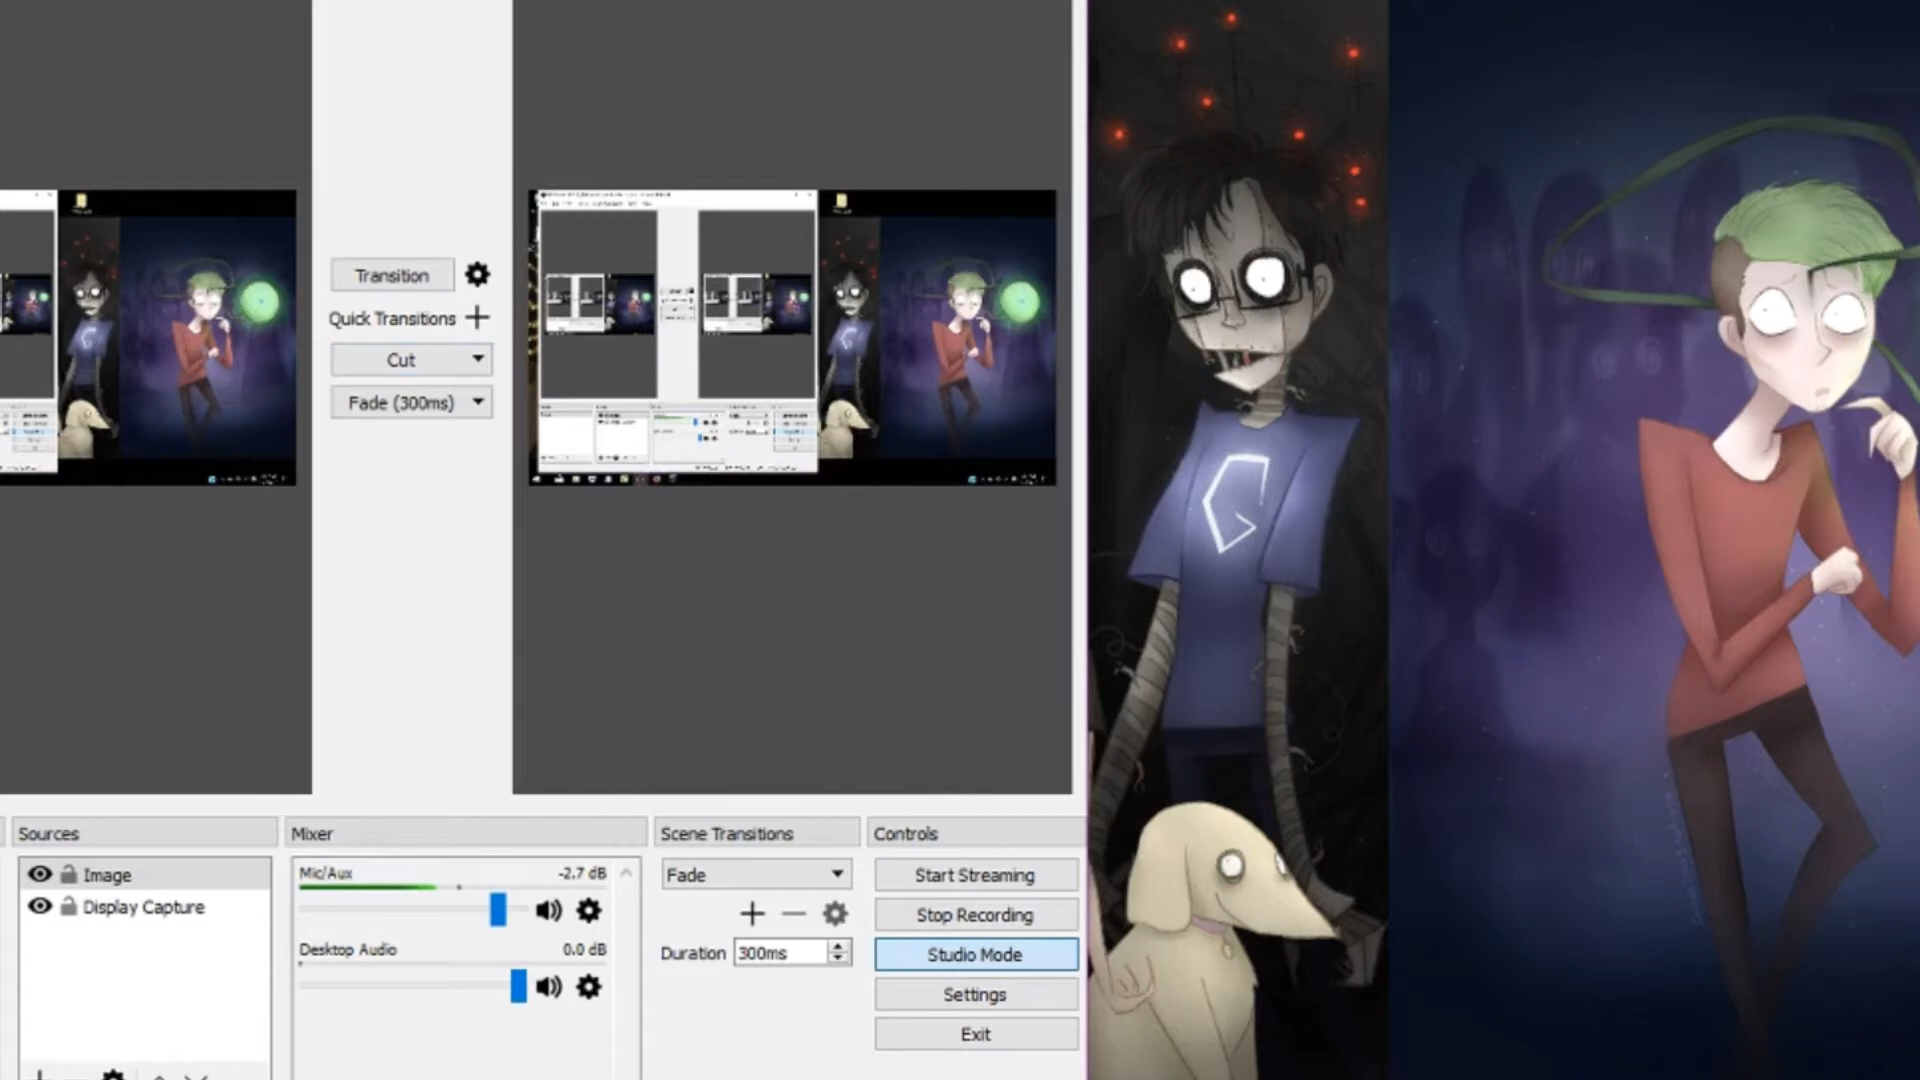 Transition
Quick Transitions
Cut
Fade (300ms)
Sources
Image
Display Capture
Mixer
Mic/Aux -2.7 dB
Desktop Audio 0.0 dB
Scene Transitions
Fade
Duration 300ms
Controls
Start Streaming
Stop Recording
Studio Mode
Settings
Exit